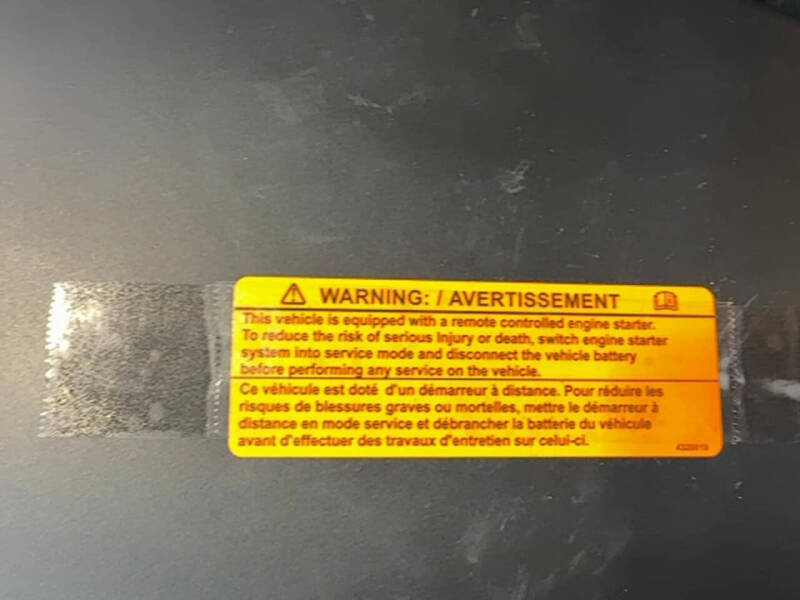 WARNING: / AVERTISSEMENT
This vehicle is equipped with a remote controlled engine starter.
To reduce the risk of serious Injury or death, switch engine starter
system into service mode and disconnect the vehicle battery
before performing any service on the vehicle.
Ce véhicule est doté d'un démarreur à distance. Pour réduire les
risques de blessures graves ou mortelles, mettre le démarreur à
distance en mode service et débrancher la batterie du véhicule
avant d'effectuer des travaux d'entretien sur celui-ci.